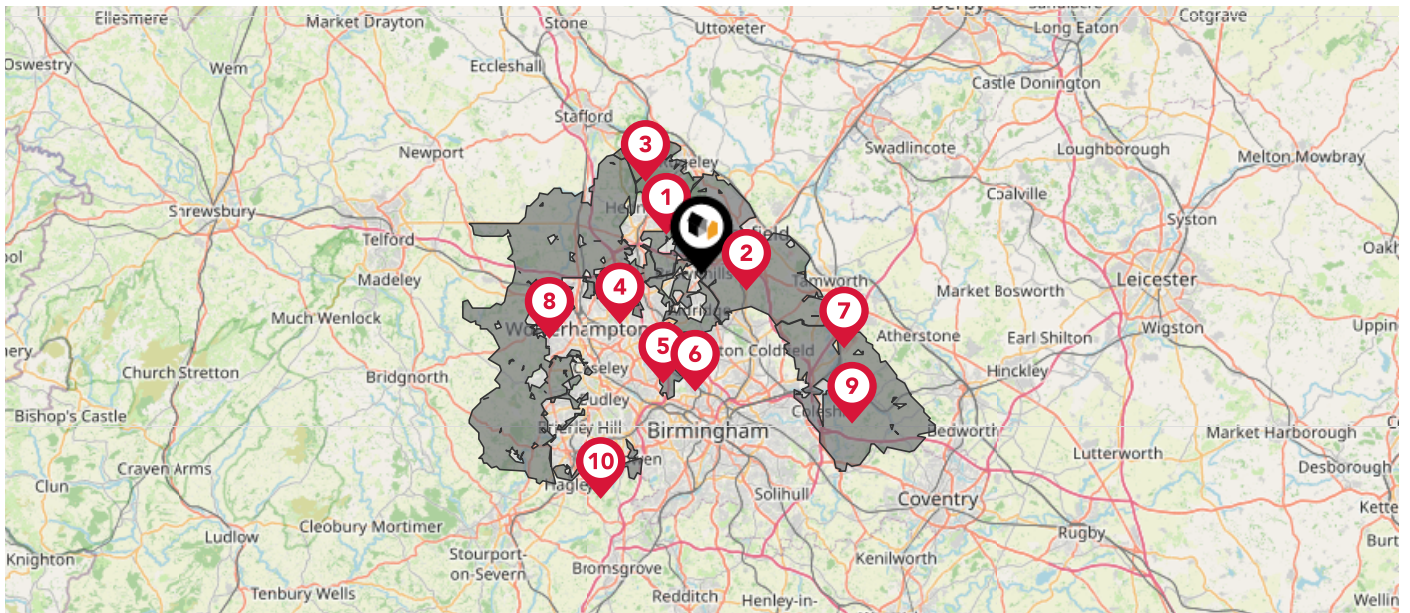 Ellesmere
Market Drayton
Stone
Uttoxeter
Long Eaton
Cotgrave
Oswestry
Wem
Eccleshall
Castle Donington
Stafford
Newport
3
Swadlincote
Loughborough
Melton Mowbray
1
Coalville
Shrewsbury
Telford
2
Syston
Madeley
4
Tamworth
Market Bosworth
Leicester
8
7
Much Wenlock
Atherstone
Earl Shilton
Wigston
5
6
Church Stretton
Bridgnorth
Hinckley
9
Bishop's Castle
Birmingham
Bedworth
Market Harborough
10
Craven Arms
Lutterworth
Desborough
Clun
Solihull
Coventry
Cleobury Mortimer
Ludlow
Rugby
Knighton
Stourport-
on-Severn
Bromsgrove
Kenilworth
Tenbury Wells
Redditch
Henley-in-